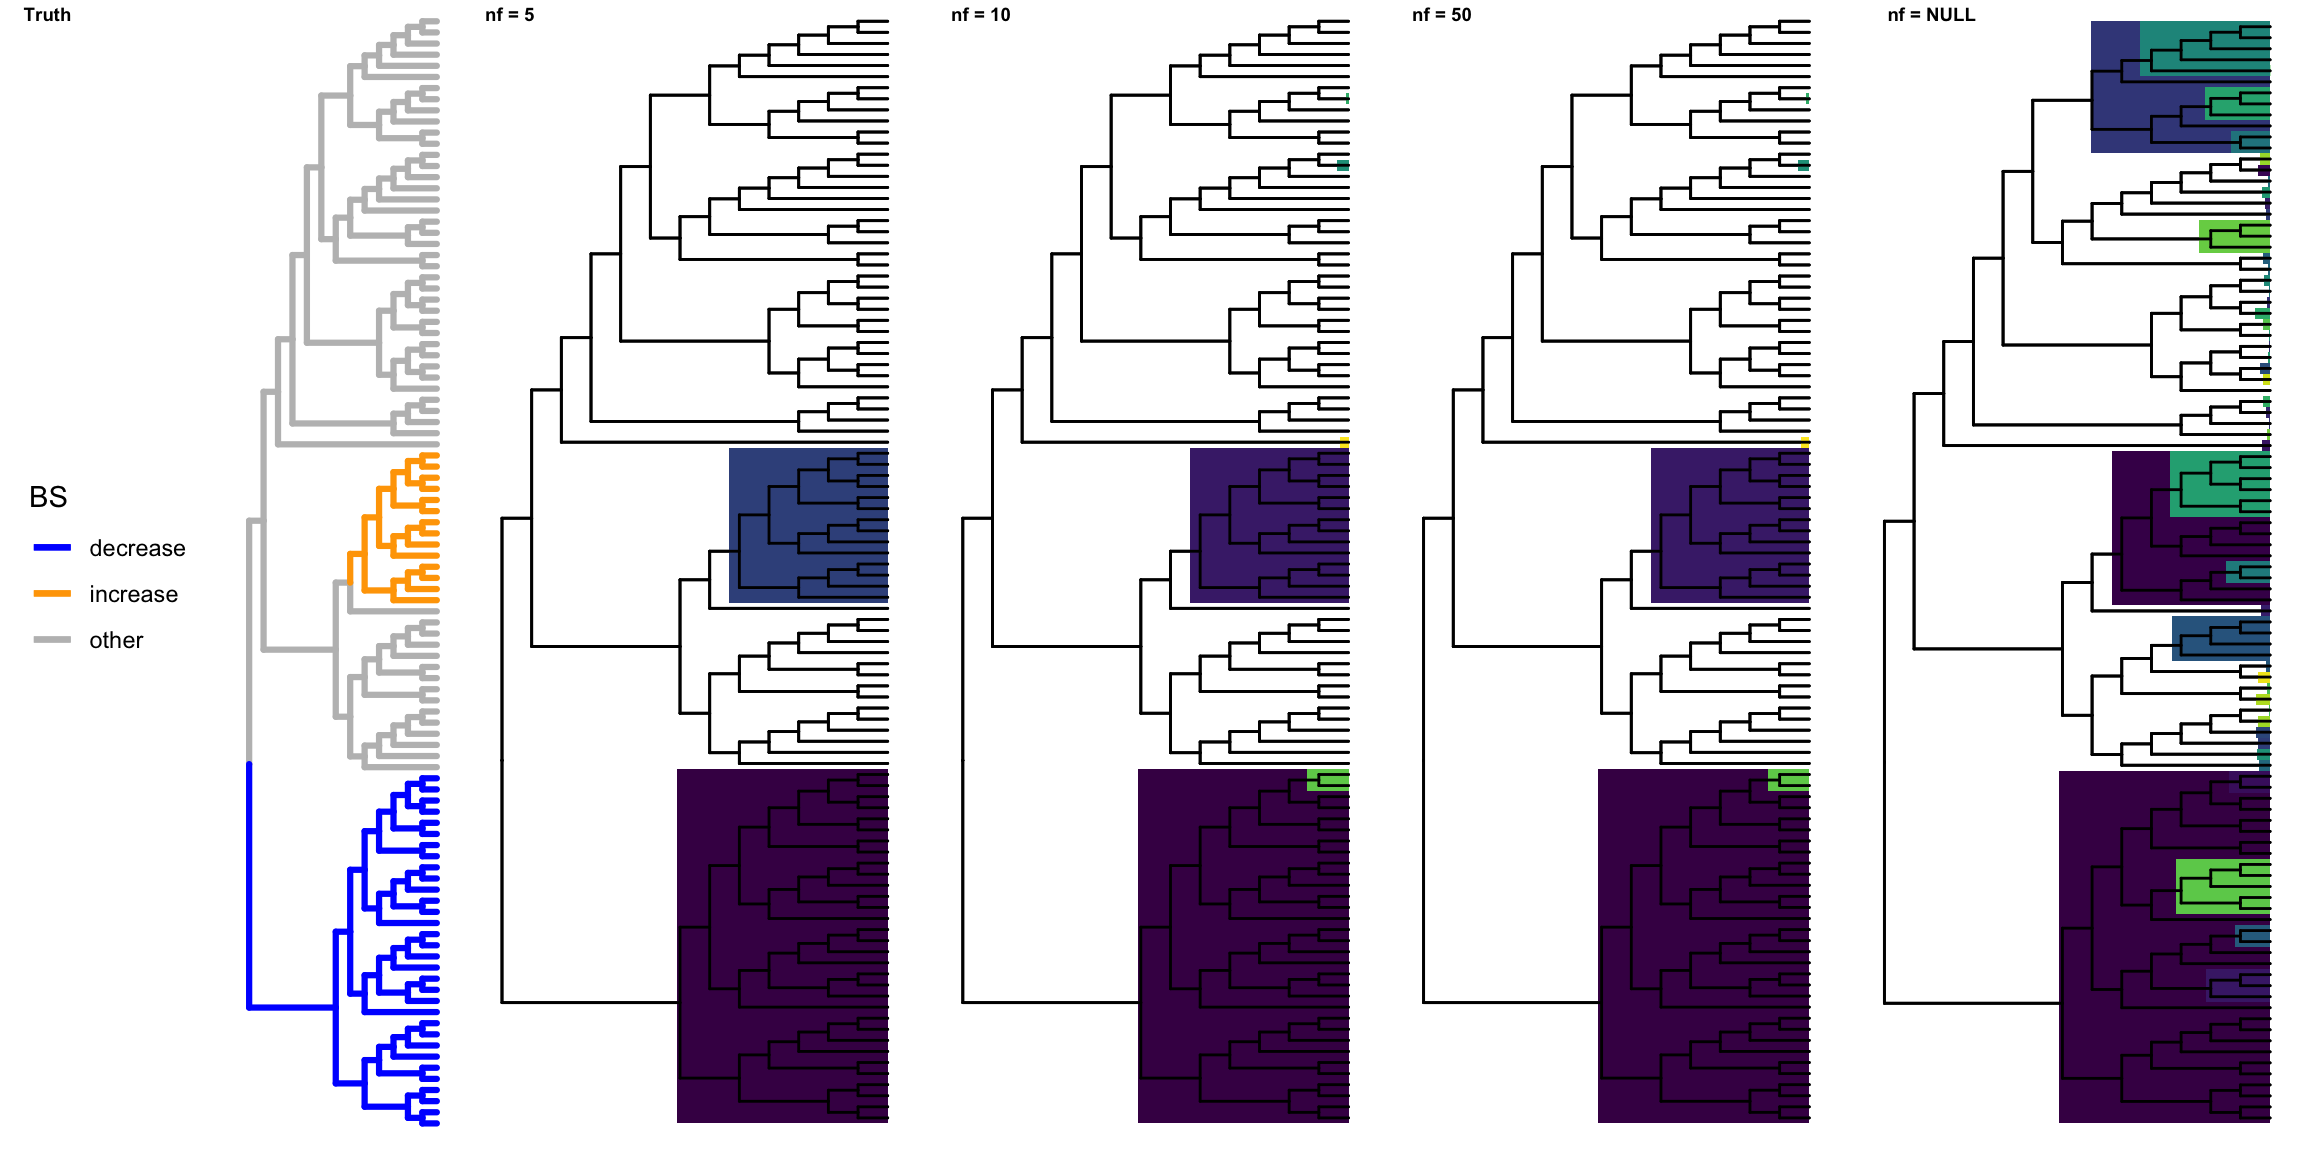 Truth
nf = 5
nf = 10
nf = 50
nf = NULL
BS
decrease
increase
other